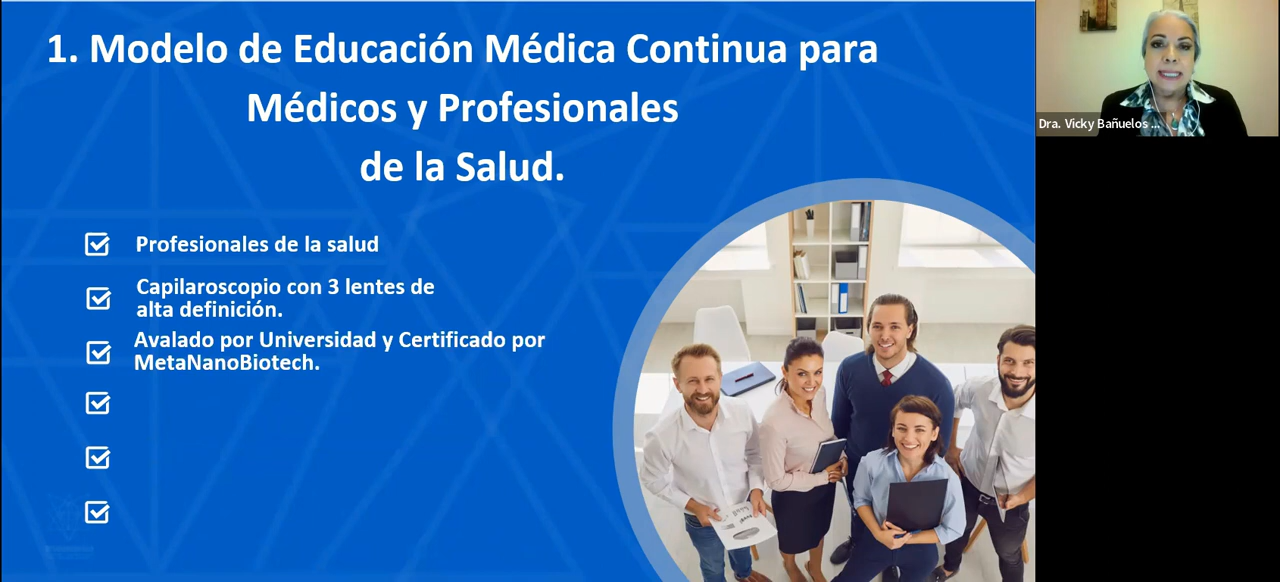 1. Modelo de Educación Médica Continua para
Médicos y Profesionales
de la Salud.
Profesionales de la salud
Capilaroscopio con 3 lentes de
alta definición.
Avalado por Universidad y Certificado por
MetaNanoBiotech.
Dra. Vicky Bañuelos ...